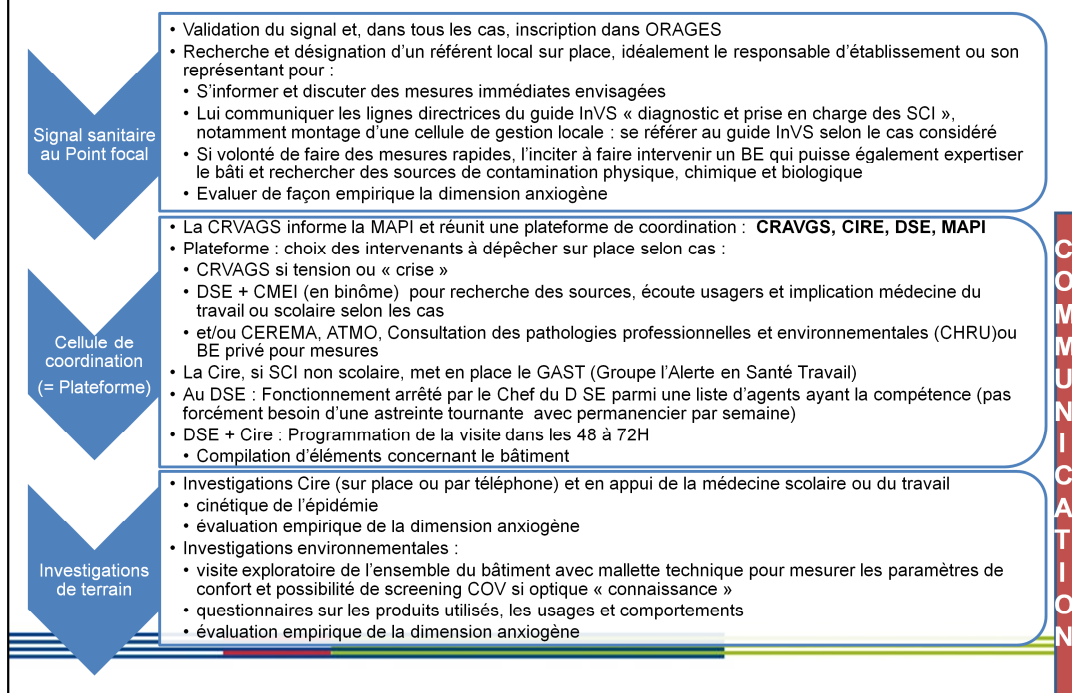 Signal sanitaire
au Point focal
• Validation du signal et, dans tous les cas, inscription dans ORAGES
• Recherche et désignation d’un référent local sur place, idéalement le responsable d’établissement ou son
représentant pour :
• S’informer et discuter des mesures immédiates envisagées
• Lui communiquer les lignes directrices du guide InVS « diagnostic et prise en charge des SCI »,
notamment montage d’une cellule de gestion locale : se référer au guide InVS selon le cas considéré
• Si volonté de faire des mesures rapides, l’inciter à faire intervenir un BE qui puisse également expertiser
le bâti et rechercher des sources de contamination physique, chimique et biologique
• Evaluer de façon empirique la dimension anxiogène
Cellule de
coordination
(= Plateforme)
• La CRVAGS informe la MAPI et réunit une plateforme de coordination : CRAVGS, CIRE, DSE, MAPI
• Plateforme : choix des intervenants à dépêcher sur place selon cas :
• CRVAGS si tension ou « crise »
• DSE + CMEI (en binôme) pour recherche des sources, écoute usagers et implication médecine du
travail ou scolaire selon les cas
• et/ou CEREMA, ATMO, Consultation des pathologies professionnelles et environnementales (CHRU)ou
BE privé pour mesures
• La Cire, si SCI non scolaire, met en place le GAST (Groupe l’Alerte en Santé Travail)
• Au DSE : Fonctionnement arrêté par le Chef du D SE parmi une liste d’agents ayant la compétence (pas
forcément besoin d’une astreinte tournante avec permanencier par semaine)
• DSE + Cire : Programmation de la visite dans les 48 à 72H
• Compilation d’éléments concernant le bâtiment
Investigations
de terrain
• Investigations Cire (sur place ou par téléphone) et en appui de la médecine scolaire ou du travail
• cinétique de l’épidémie
• évaluation empirique de la dimension anxiogène
• Investigations environnementales :
• visite exploratoire de l’ensemble du bâtiment avec mallette technique pour mesurer les paramètres de
confort et possibilité de screening COV si optique « connaissance »
• questionnaires sur les produits utilisés, les usages et comportements
• évaluation empirique de la dimension anxiogène
COMMUNICATION